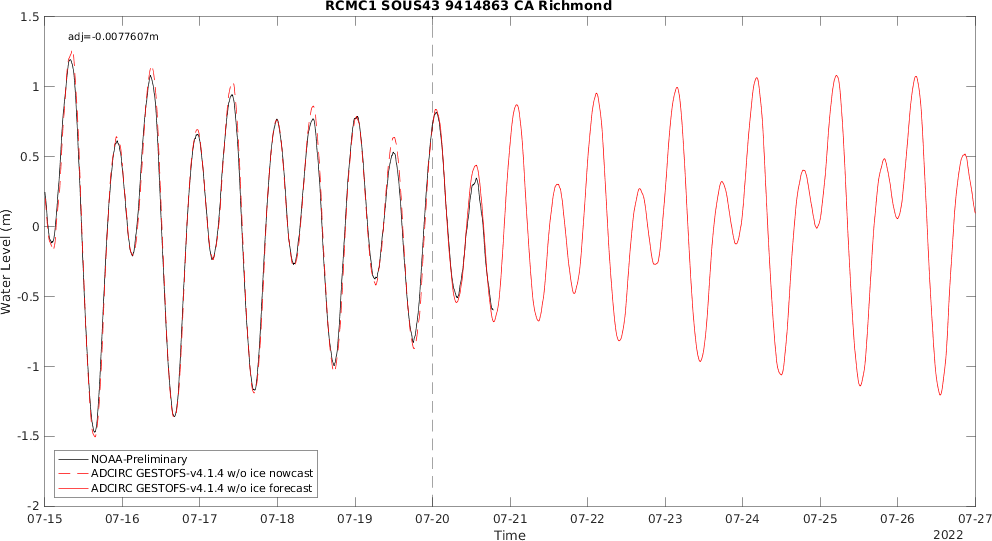 RCMC1 SOUS43 9414863 CA Richmond
adj=-0.0077607m
1.5
1
0.5
0
-0.5
-1
-1.5
-2
Water Level (m)
NOAA-Preliminary
ADCIRC GESTOFS-v4.1.4 w/o ice nowcast
ADCIRC GESTOFS-v4.1.4 w/o ice forecast
07-15 07-16 07-17 07-18 07-19 07-20 07-21 07-22 07-23 07-24 07-25 07-26 07-27
Time
2022